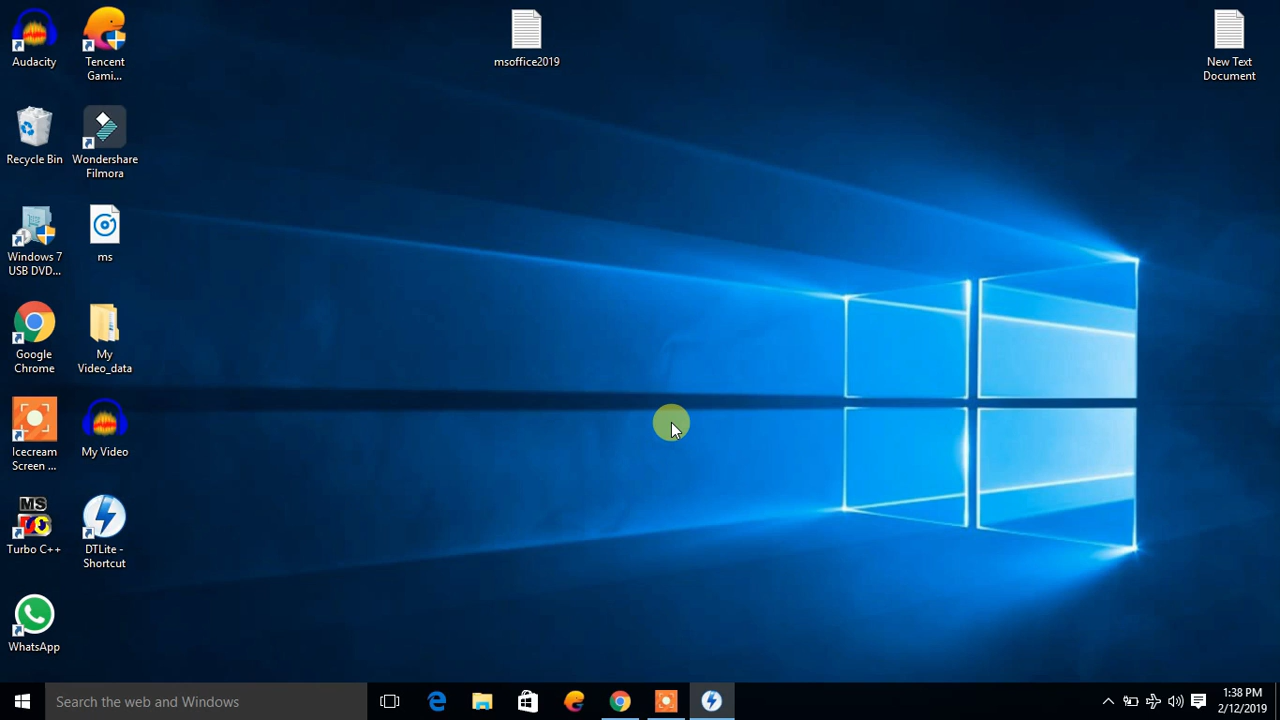 Audacity
Tencent
Gami...
msoffice2019
New Text
Document
Recycle Bin
Wondershare
Filmora
Windows 7
USB DVD...
ms
Google
Chrome
My
Video_data
Icecream
Screen ...
My Video
MS
Turbo C++
DTLite -
Shortcut
WhatsApp
Search the web and Windows
1:38 PM
2/12/2019